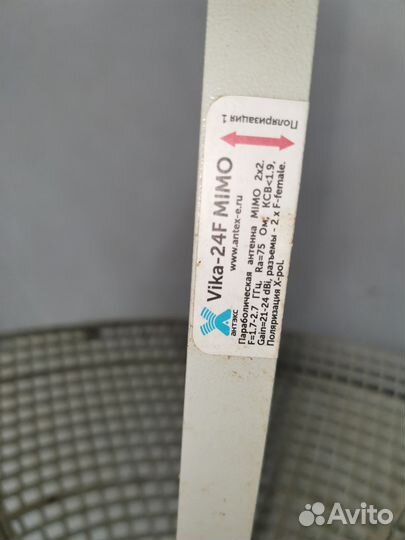 Поляризация 1
АНТЭКС
Vika-24F MIMO
www.antex-e.ru
Параболическая антенна MIMO 2x2.
F=1.7-2.7 ГГц, Ra=75 Ом, КСВ<1.9,
Gain=21-24 dBi, разъемы - 2 x F-female.
Поляризация X-pol.
Avito